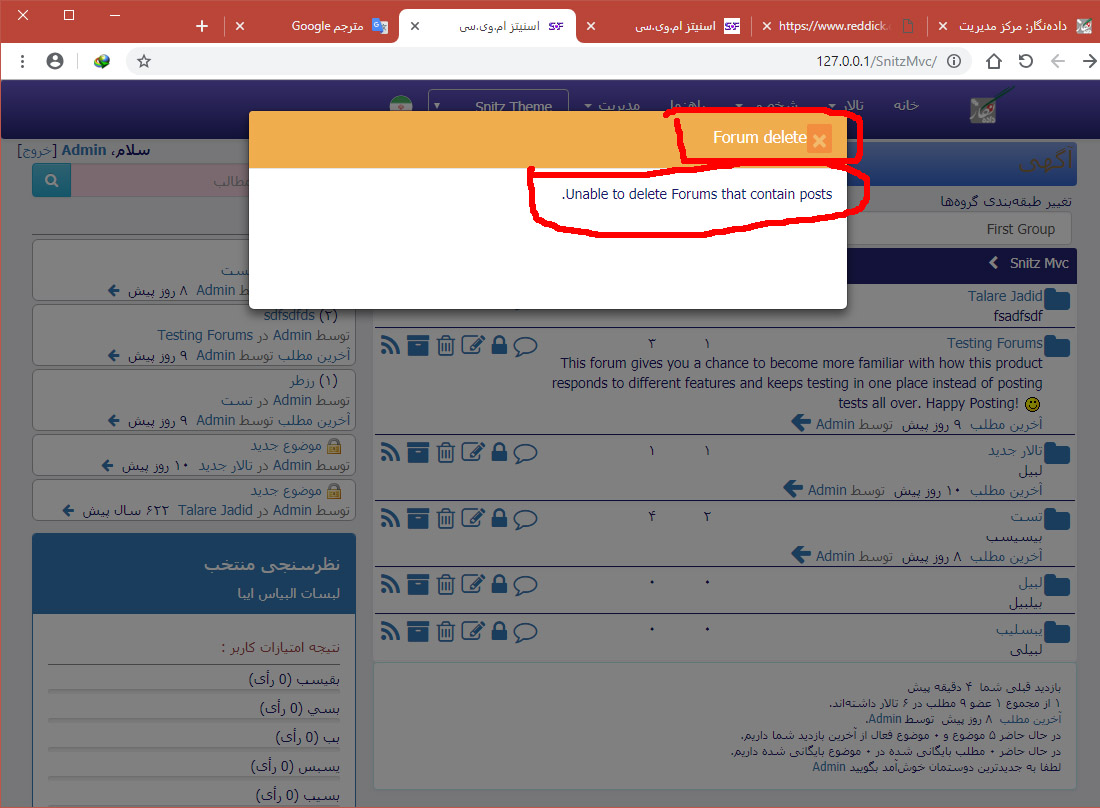 داده‌نگار: مرکز مدیریت
https://www.reddick.
اسنیتز ام.وی.سی
اسنیتز ام.وی.سی
مترجم Google
127.0.0.1/SnitzMvc/
خانه
تالار
شخصی
راهنما
مدیریت
Snitz Theme
سلام، Admin [خروج]
مطالب
آگهی
Forum delete
Unable to delete Forums that contain posts.
تغییر طبقه‌بندی گروه‌ها
First Group
Snitz Mvc
Talare Jadid
fsadfsdf
Testing Forums
۱ ۳
This forum gives you a chance to become more familiar with how this product
responds to different features and keeps testing in one place instead of posting
tests all over. Happy Posting!
آخرین مطلب ۹ روز پیش توسط Admin
تالار جدید
۱ ۱
لبیل
آخرین مطلب ۱۰ روز پیش توسط Admin
تست
۲ ۴
بیسیسب
آخرین مطلب ۸ روز پیش توسط Admin
لبیل
۰ ۰
بیلبیل
یبسلیب
۰ ۰
لبیلی
بازدید قبلی شما ۴ دقیقه پیش
۱ از مجموع ۱ عضو ۹ مطلب در ۶ تالار داشته‌اند.
آخرین مطلب ۸ روز پیش توسط Admin.
در حال حاضر ۵ موضوع و ۰ موضوع فعال از آخرین بازدید شما داریم.
در حال حاضر ۰ مطلب بایگانی شده در ۰ موضوع بایگانی شده داریم.
لطفا به جدیدترین دوستمان خوش‌آمد بگویید Admin
تست
Admin ۸ روز پیش
sdfsdfds (۲)
توسط Admin در Testing Forums
آخرین مطلب توسط Admin ۹ روز پیش
رزطر (۱)
توسط Admin در تست
آخرین مطلب توسط Admin ۹ روز پیش
موضوع جدید
توسط Admin در تالار جدید ۱۰ روز پیش
موضوع جدید
توسط Admin در Talare Jadid ۶۲۲ سال پیش
نظرسنجی منتخب
لبسات البیاس ایبا
نتیجه امتیازات کاربر :
بقیسب (0 رأی)
بسي (0 رأی)
بب (0 رأی)
بسبس (0 رأی)
بسیب (0 رأی)